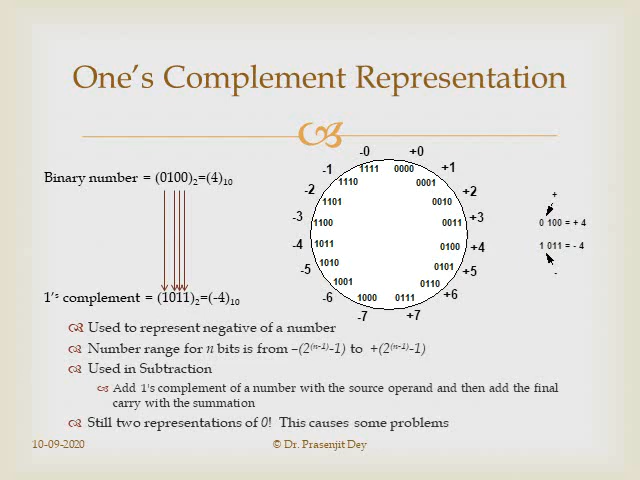 One's Complement Representation
Binary number = (0100)2=(4)10
1's complement = (1011)2=(-4)10
-0 +0
-1 1111 0000 +1
-2 1110 0001 +2
-3 1101 0010 +3
-4 1100 0011 +4
-5 1011 0100 +5
-6 1010 0101 +6
-7 1001 0110 +7
1000 0111
+
0 100 = + 4
1 011 = - 4
-
Used to represent negative of a number
Number range for n bits is from –(2(n-1)-1) to +(2(n-1)-1)
Used in Subtraction
Add 1's complement of a number with the source operand and then add the final
carry with the summation
Still two representations of 0! This causes some problems
10-09-2020 © Dr. Prasenjit Dey